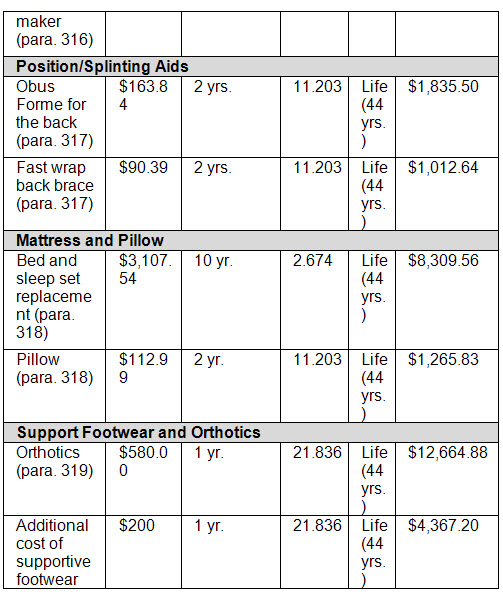 maker
(para. 316)
Position/Splinting Aids
Obus $163.8 2 yrs. 11.203 Life $1,835.50
Forme for 4 (44
the back yrs.
(para. 317) )
Fast wrap $90.39 2 yrs. 11.203 Life $1,012.64
back brace (44
(para. 317) yrs.
)
Mattress and Pillow
Bed and $3,107. 10 yr. 2.674 Life $8,309.56
sleep set 54 (44
replaceme yrs.
nt (para. )
318)
Pillow $112.9 2 yr. 11.203 Life $1,265.83
(para. 318) 9 (44
yrs.
)
Support Footwear and Orthotics
Orthotics $580.0 1 yr. 21.836 Life $12,664.88
(para. 319) 0 (44
yrs.
)
Additional $200 1 yr. 21.836 Life $4,367.20
cost of (44
supportive yrs.
footwear )